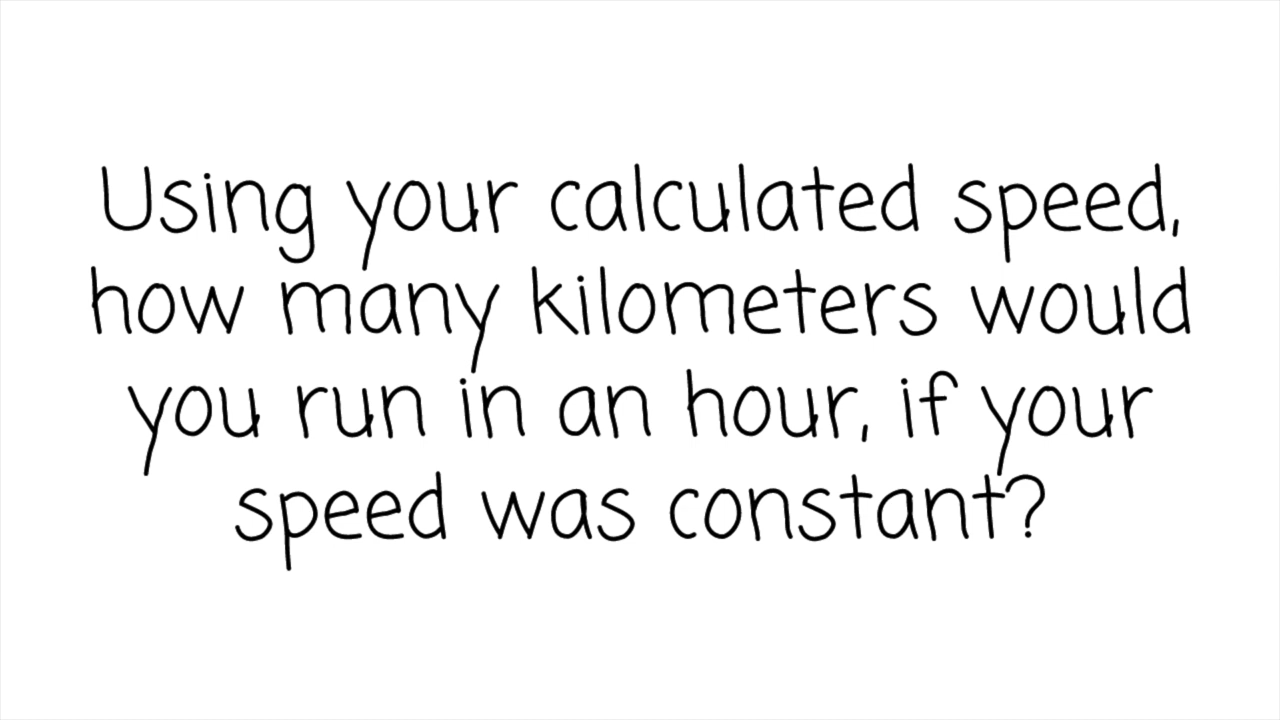 Using your calculated speed,
how many kilometers would
you run in an hour, if your
speed was constant?